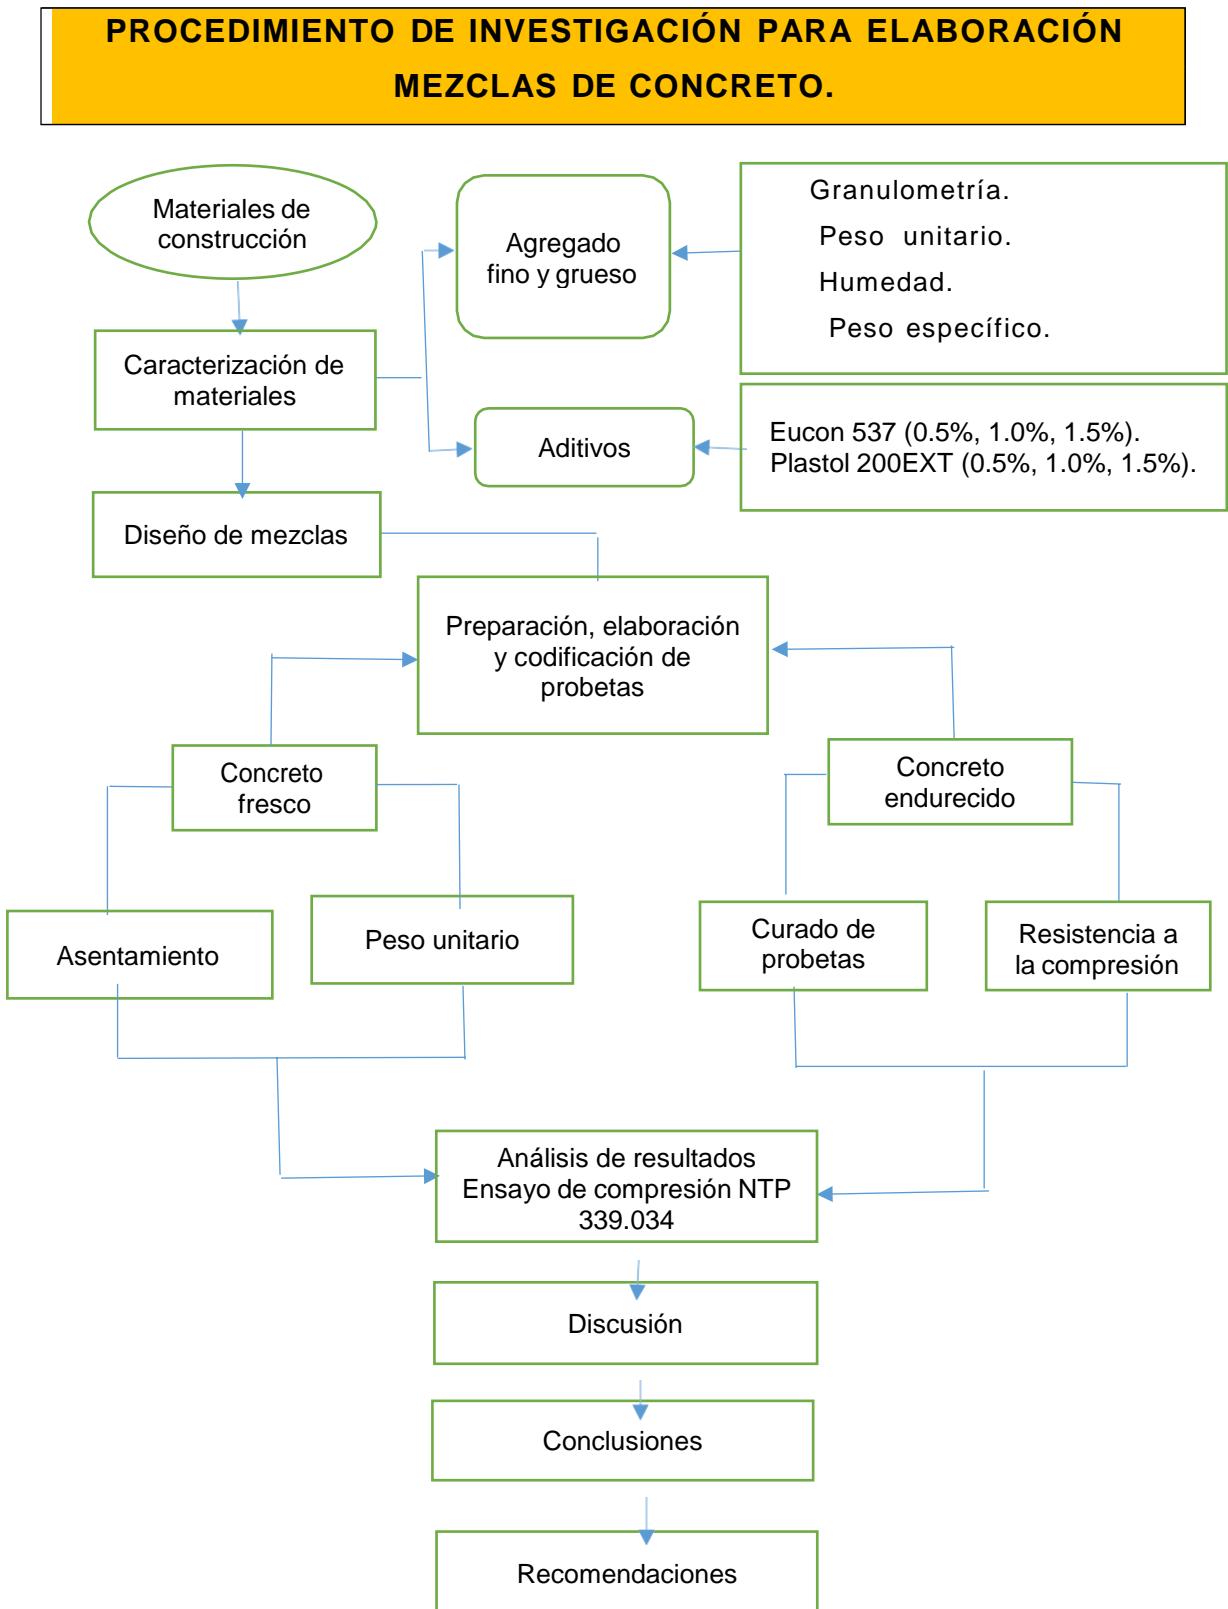 PROCEDIMIENTO DE INVESTIGACIÓN PARA ELABORACIÓN
MEZCLAS DE CONCRETO.
Materiales de
construcción
Agregado
fino y grueso
Granulometría.
Peso unitario.
Humedad.
Peso específico.
Caracterización de
materiales
Aditivos
Eucon 537 (0.5%, 1.0%, 1.5%).
Plastol 200EXT (0.5%, 1.0%, 1.5%).
Diseño de mezclas
Preparación, elaboración
y codificación de
probetas
Concreto
fresco
Concreto
endurecido
Asentamiento
Peso unitario
Curado de
probetas
Resistencia a
la compresión
Análisis de resultados
Ensayo de compresión NTP
339.034
Discusión
Conclusiones
Recomendaciones